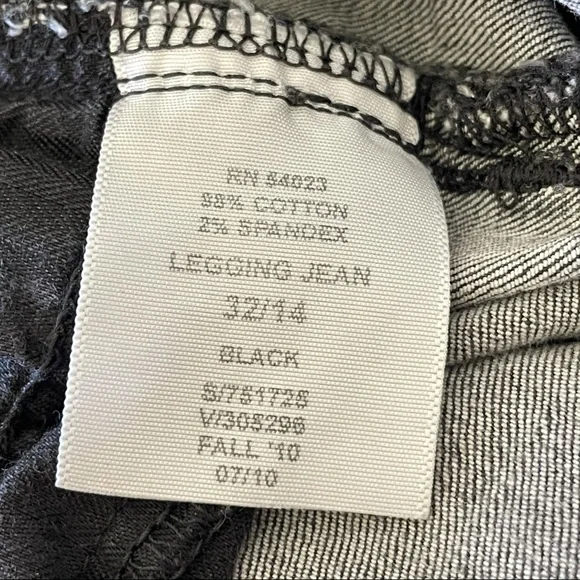 RN 54023
98% COTTON
2% SPANDEX
LEGGING JEAN
32/14
BLACK
S/751725
V/305296
FALL '10
07/10